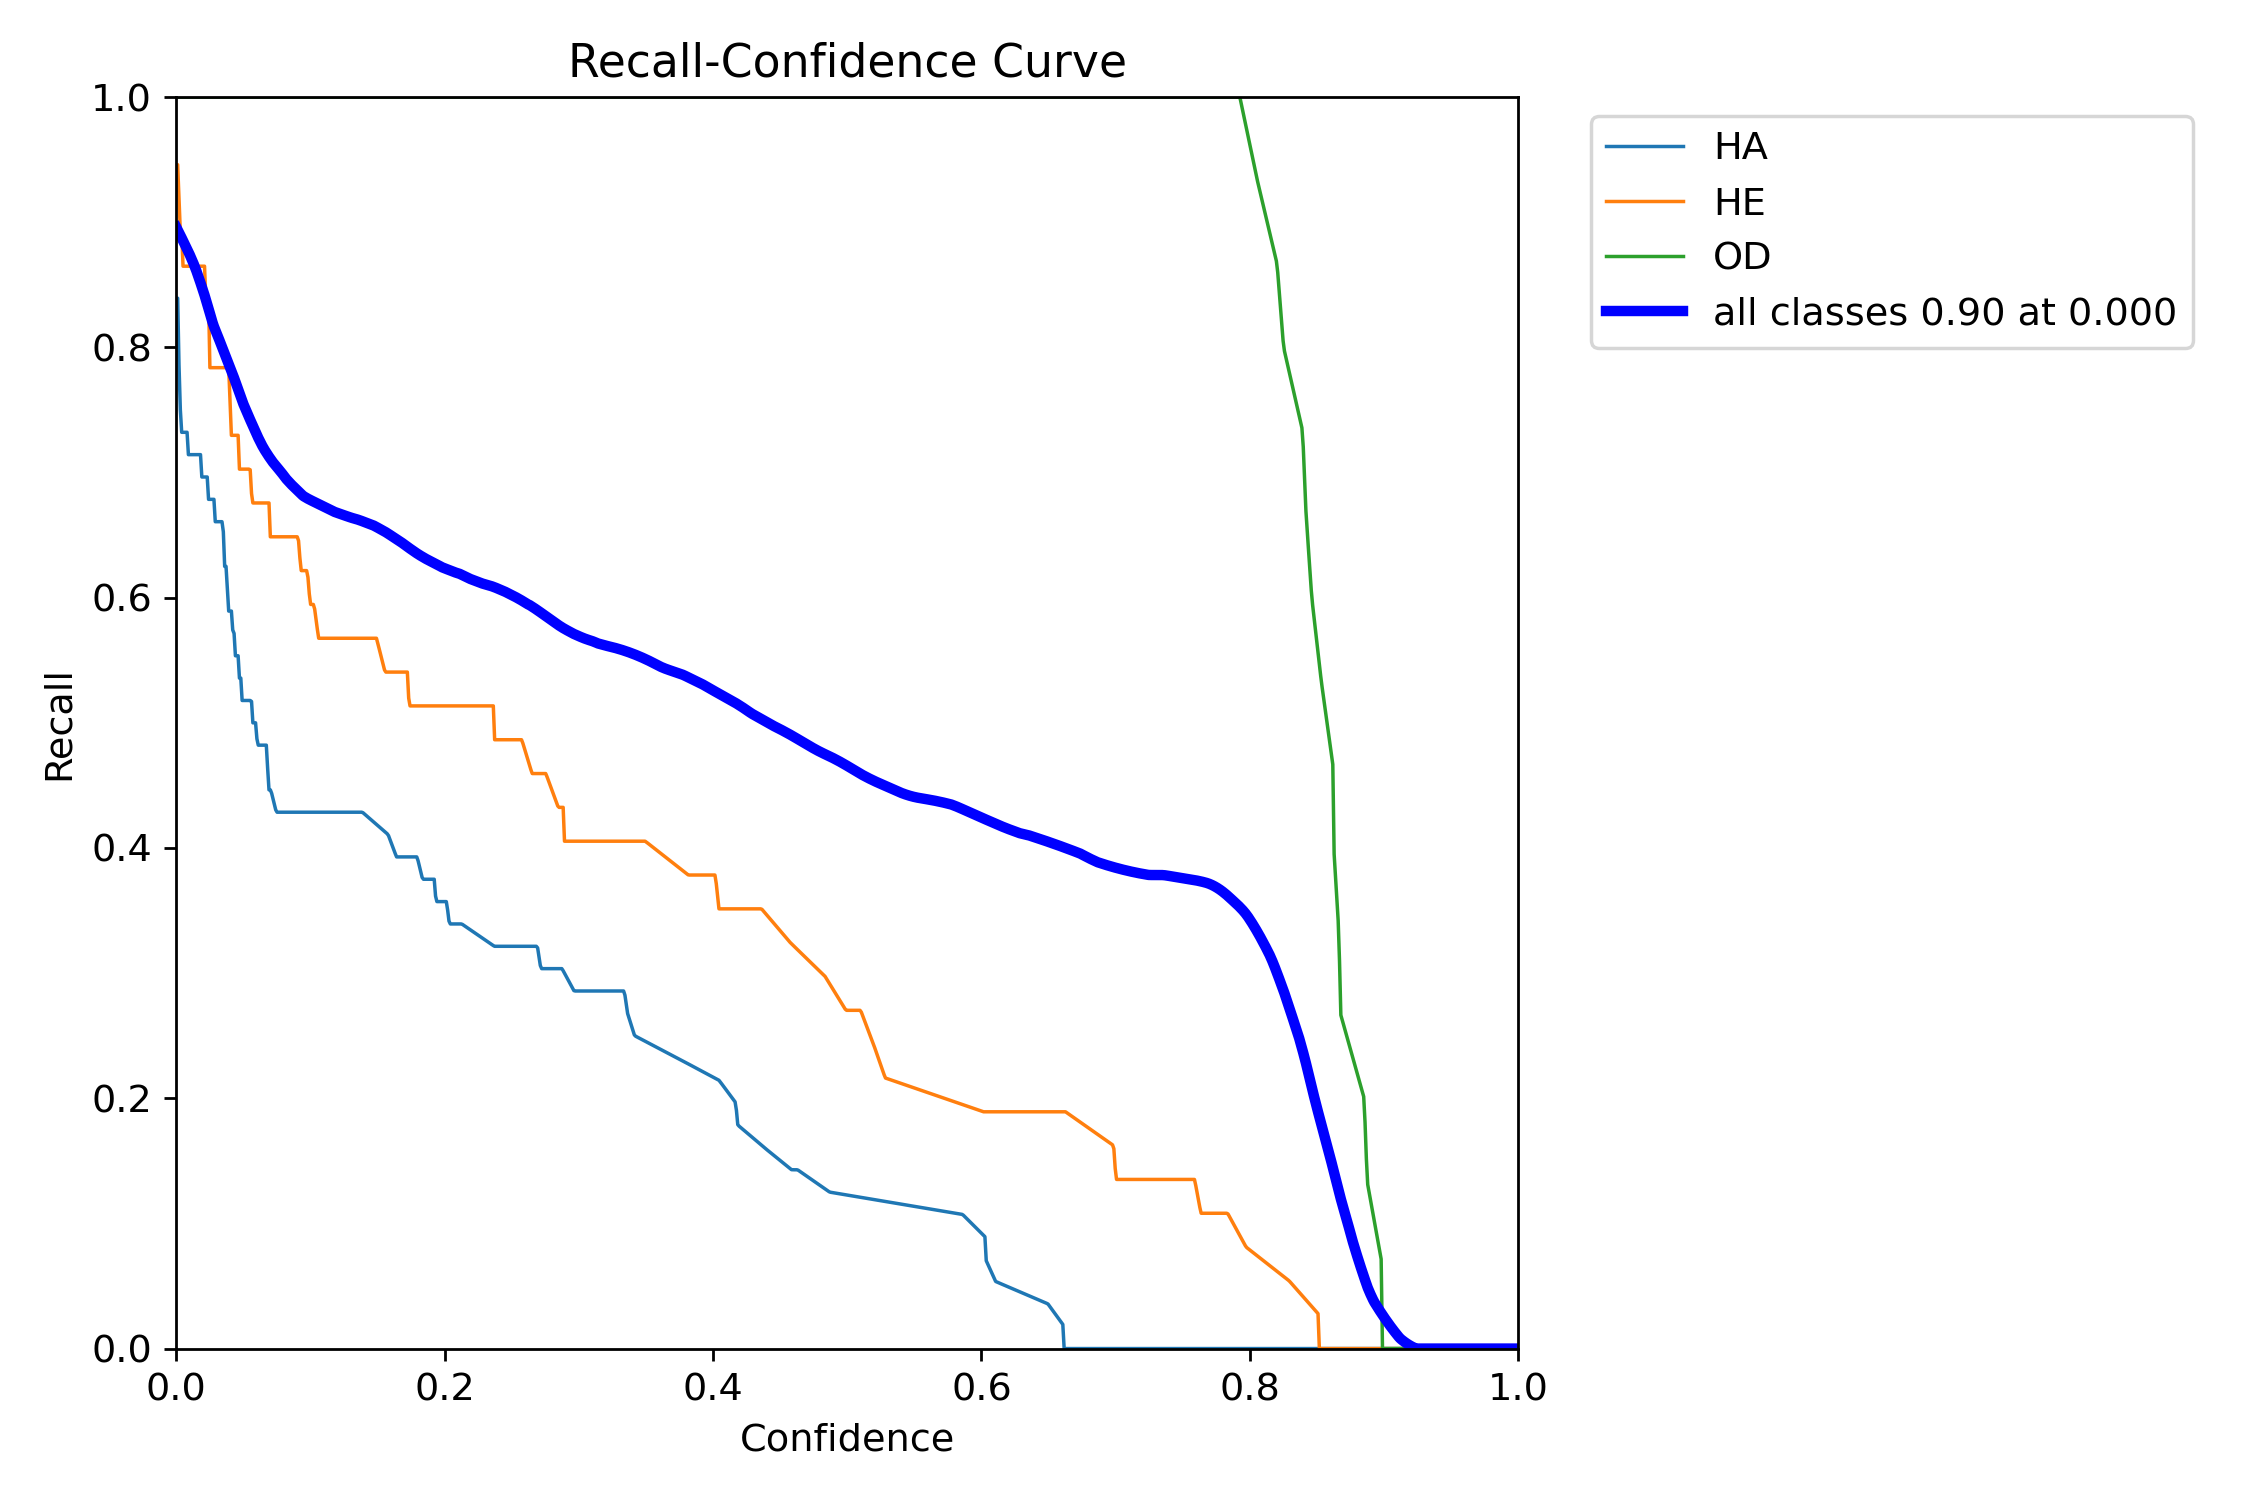 Recall-Confidence Curve
1.0
0.8
0.6
0.4
0.2
0.0
Recall
0.0 0.2 0.4 0.6 0.8 1.0
Confidence
HA
HE
OD
all classes 0.90 at 0.000